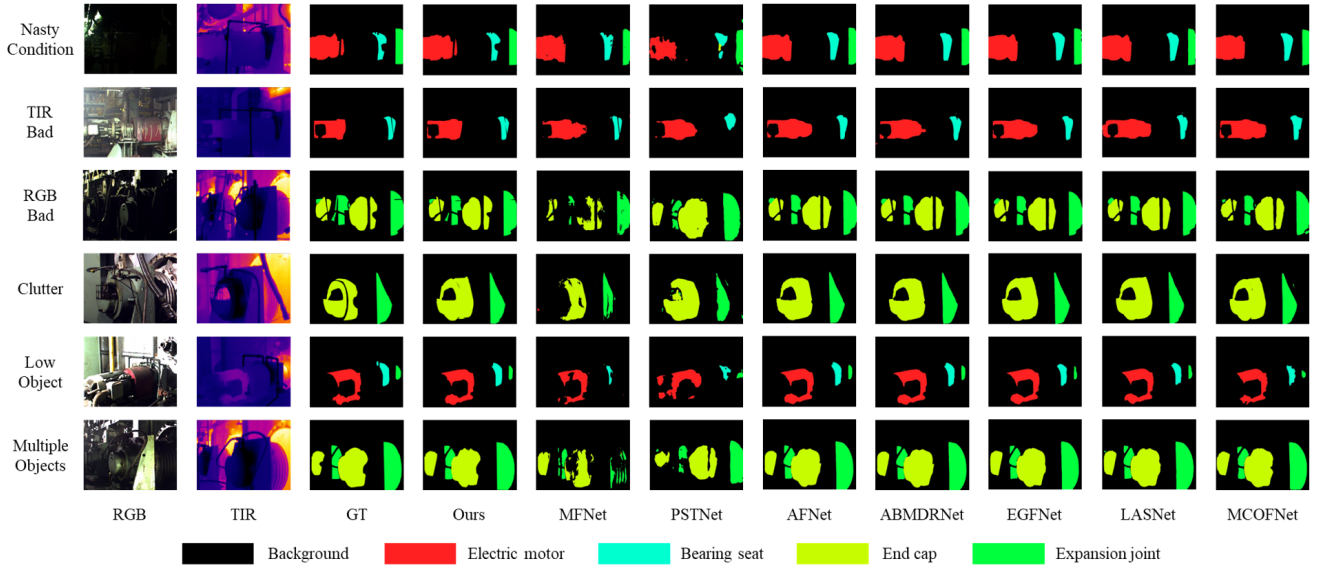 Nasty
Condition
TIR
Bad
RGB
Bad
Clutter
Low
Object
Multiple
Objects
RGB TIR GT Ours MFNet PSTNet AFNet ABMDRNet EGFNet LASNet MCOFNet
Background Electric motor Bearing seat End cap Expansion joint